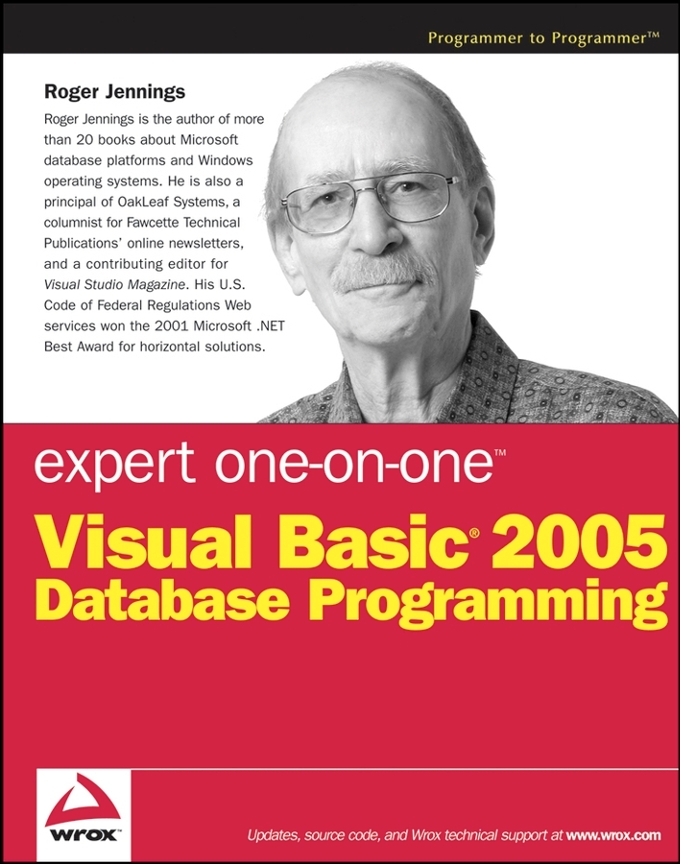 Programmer to Programmer™
Roger Jennings
Roger Jennings is the author of more
than 20 books about Microsoft
database platforms and Windows
operating systems. He is also a
principal of OakLeaf Systems, a
columnist for Fawcette Technical
Publications’ online newsletters,
and a contributing editor for
Visual Studio Magazine. His U.S.
Code of Federal Regulations Web
services won the 2001 Microsoft .NET
Best Award for horizontal solutions.
expert one-on-one™
Visual Basic® 2005
Database Programming
wrox™
Updates, source code, and Wrox technical support at www.wrox.com